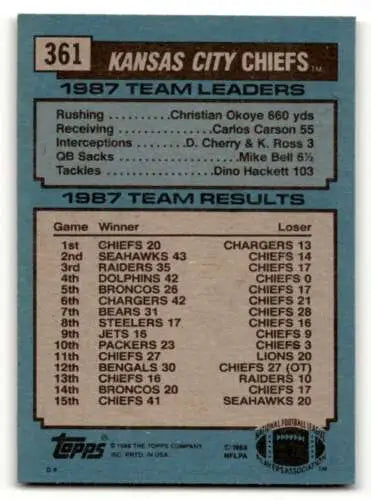 361
KANSAS CITY CHIEFS TM
1987 TEAM LEADERS
Rushing ..........Christian Okoye 660 yds
Receiving ................Carlos Carson 55
Interceptions ......D. Cherry & K. Ross 3
QB Sacks ..................Mike Bell 6½
Tackles ................Dino Hackett 103
1987 TEAM RESULTS
Game Winner Loser
1st CHIEFS 20 CHARGERS 13
2nd SEAHAWKS 43 CHIEFS 14
3rd RAIDERS 35 CHIEFS 17
4th DOLPHINS 42 CHIEFS 0
5th BRONCOS 26 CHIEFS 17
6th CHARGERS 42 CHIEFS 21
7th BEARS 31 CHIEFS 28
8th STEELERS 17 CHIEFS 16
9th JETS 16 CHIEFS 9
10th PACKERS 23 CHIEFS 3
11th CHIEFS 27 LIONS 20
12th BENGALS 30 CHIEFS 27 (OT)
13th CHIEFS 16 RAIDERS 10
14th BRONCOS 20 CHIEFS 17
15th CHIEFS 41 SEAHAWKS 20
Topps
© 1988 THE TOPPS COMPANY,
INC. PRTD. IN U.S.A.
© 1988
NFLPA
NATIONAL FOOTBALL LEAGUE
PLAYERS ASSOCIATION
D*